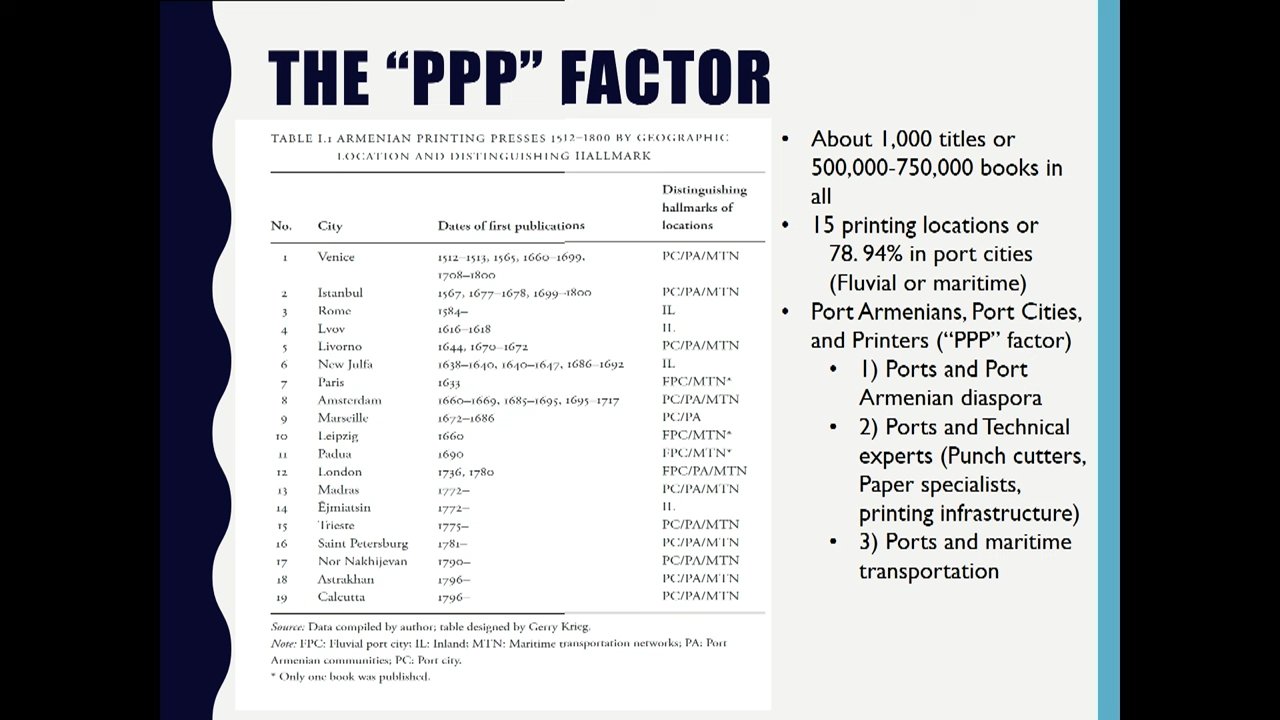 THE “PPP” FACTOR
TABLE I.1 ARMENIAN PRINTING PRESSES 1512–1800 BY GEOGRAPHIC
LOCATION AND DISTINGUISHING HALLMARK
Distinguishing
hallmarks of
No. City Dates of first publications locations
1 Venice 1512–1513, 1565, 1660–1699, PC/PA/MTN
1708–1800
2 Istanbul 1567, 1677–1678, 1699–1800 PC/PA/MTN
3 Rome 1584– IL
4 Lvov 1616–1618 IL
5 Livorno 1644, 1670–1672 PC/PA/MTN
6 New Julfa 1638–1640, 1640–1647, 1686–1692 IL
7 Paris 1633 FPC/MTN*
8 Amsterdam 1660–1669, 1685–1695, 1695–1717 PC/PA/MTN
9 Marseille 1672–1686 PC/PA
10 Leipzig 1660 FPC/MTN*
11 Padua 1690 FPC/MTN*
12 London 1736, 1780 FPC/PA/MTN
13 Madras 1772– PC/PA/MTN
14 Ējmiatsin 1772– IL
15 Trieste 1775– PC/PA/MTN
16 Saint Petersburg 1781– PC/PA/MTN
17 Nor Nakhijevan 1790– PC/PA/MTN
18 Astrakhan 1796– PC/PA/MTN
19 Calcutta 1796– PC/PA/MTN
Source: Data compiled by author; table designed by Gerry Krieg.
Note: FPC: Fluvial port city; IL: Inland; MTN: Maritime transportation networks; PA: Port
Armenian communities; PC: Port city.
* Only one book was published.
• About 1,000 titles or
500,000-750,000 books in
all
• 15 printing locations or
78. 94% in port cities
(Fluvial or maritime)
• Port Armenians, Port Cities,
and Printers (“PPP” factor)
• 1) Ports and Port
Armenian diaspora
• 2) Ports and Technical
experts (Punch cutters,
Paper specialists,
printing infrastructure)
• 3) Ports and maritime
transportation